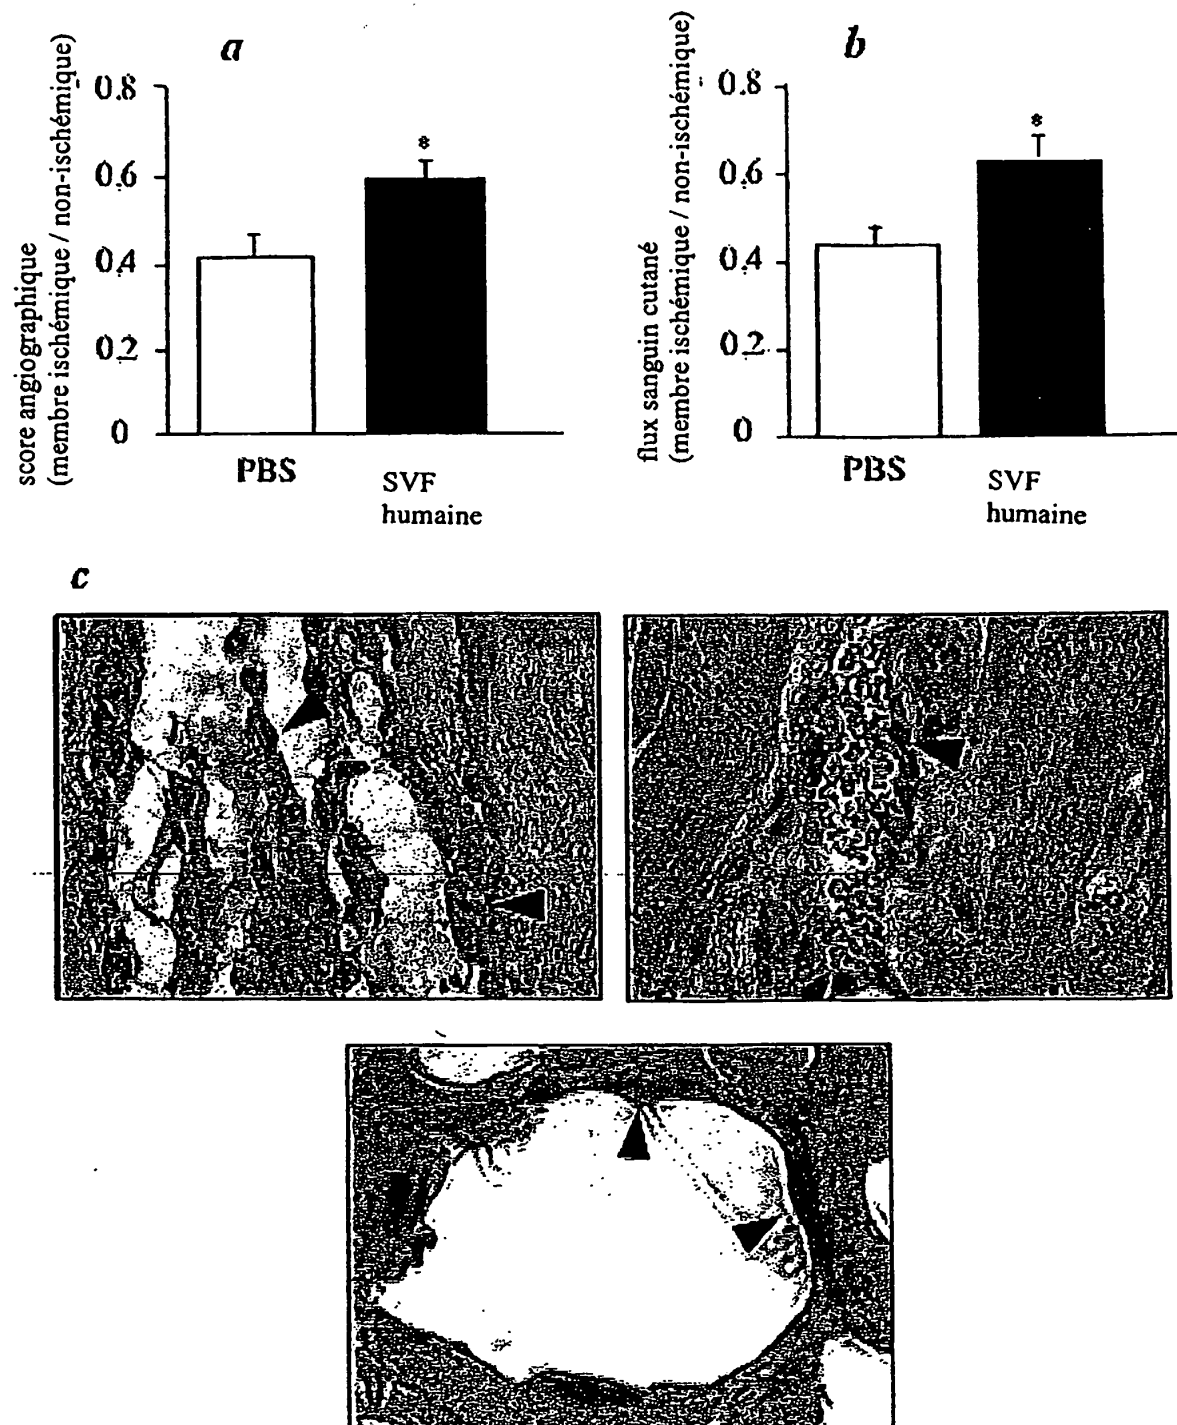 a
score angiographique
(membre ischémique / non-ischémique)
0.8
0.6
0.4
0.2
0
*
PBS
SVF
humaine
b
flux sanguin cutané
(membre ischémique / non-ischémique)
0.8
0.6
0.4
0.2
0
*
PBS
SVF
humaine
c